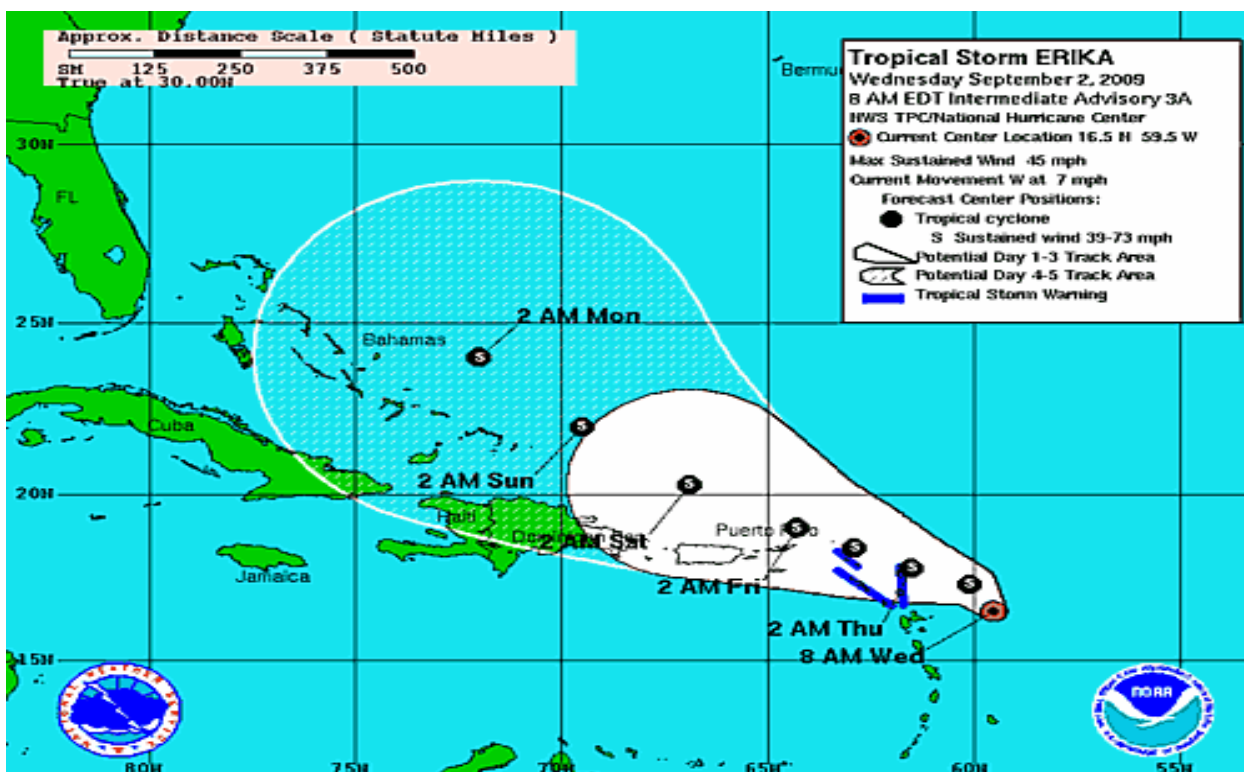 Approx. Distance Scale ( Statute Miles )
SM 125 250 375 500
True at 30.00N
Bermu
Tropical Storm ERIKA
Wednesday September 2, 2009
8 AM EDT Intermediate Advisory 3A
NWS TPC/National Hurricane Center
Current Center Location 16.5 N 59.5 W
Max Sustained Wind 45 mph
Current Movement W at 7 mph
Forecast Center Positions:
Tropical cyclone
S Sustained wind 39-73 mph
Potential Day 1-3 Track Area
Potential Day 4-5 Track Area
Tropical Storm Warning
30N
FL
25N
2 AM Mon
Bahamas
S
Cuba
S
2 AM Sun
20N
S
Haiti
Dominican
Puerto Rico
S
S
S
S
2 AM Sat
Jamaica
2 AM Fri
2 AM Thu
8 AM Wed
15N
NATIONAL WEATHER SERVICE
NOAA
80W 75W 70W 65W 60W 55W